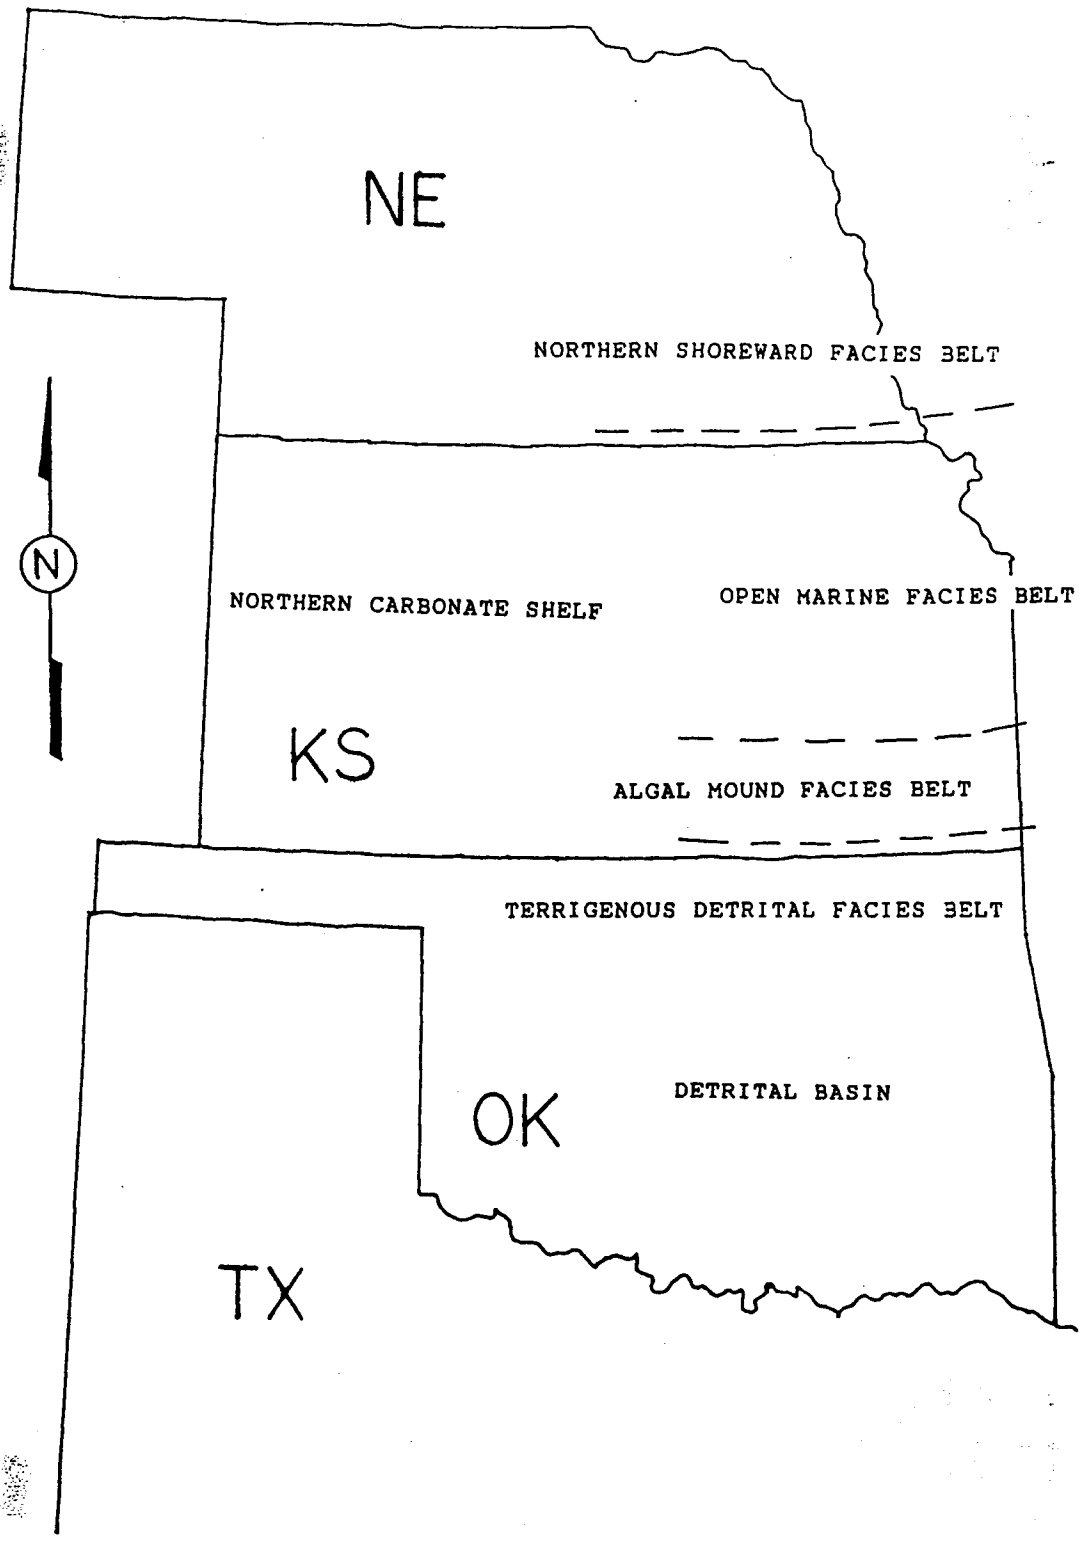 NE
NORTHERN SHOREWARD FACIES BELT
N
NORTHERN CARBONATE SHELF
OPEN MARINE FACIES BELT
KS
ALGAL MOUND FACIES BELT
TERRIGENOUS DETRITAL FACIES BELT
DETRITAL BASIN
OK
TX